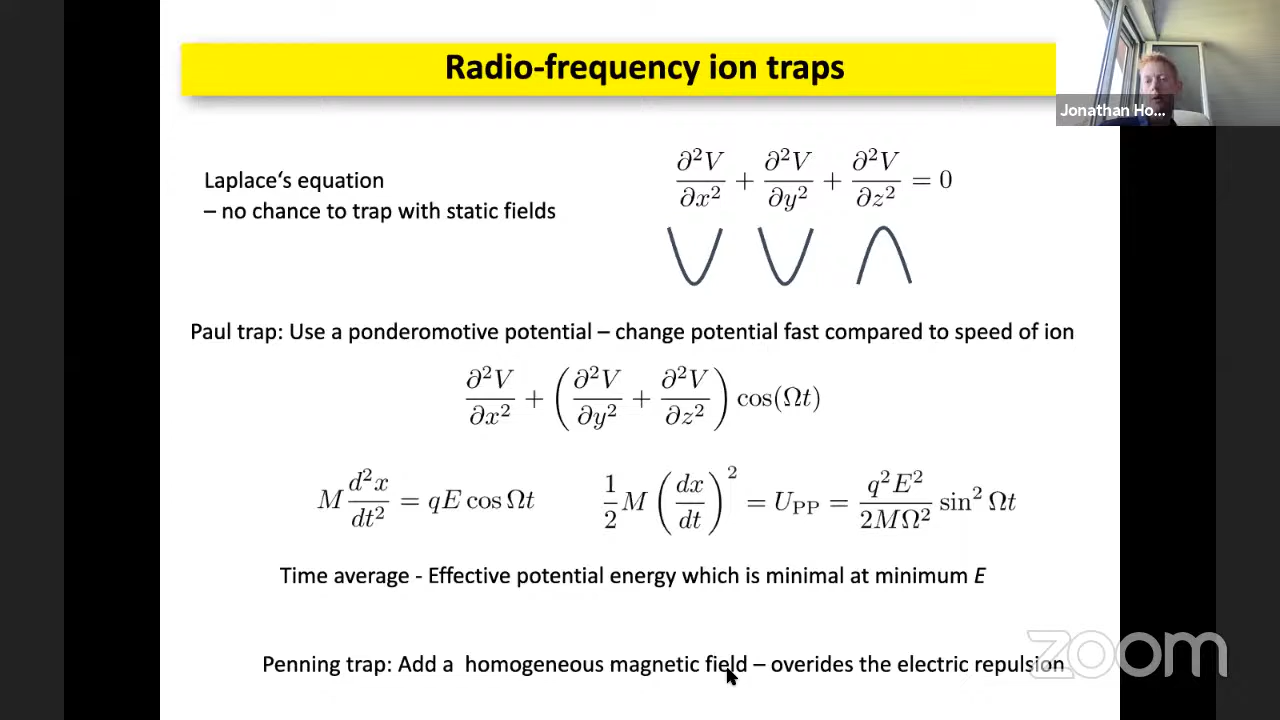 Radio-frequency ion traps
Jonathan Ho...
Laplace‘s equation
– no chance to trap with static fields
∂²V/∂x² + ∂²V/∂y² + ∂²V/∂z² = 0
Paul trap: Use a ponderomotive potential – change potential fast compared to speed of ion
∂²V/∂x² + (∂²V/∂y² + ∂²V/∂z²) cos(Ωt)
M d²x/dt² = qE cos Ωt
1/2 M (dx/dt)² = U_PP = q²E²/2MΩ² sin² Ωt
Time average - Effective potential energy which is minimal at minimum E
Penning trap: Add a homogeneous magnetic field – overides the electric repulsion
zoom